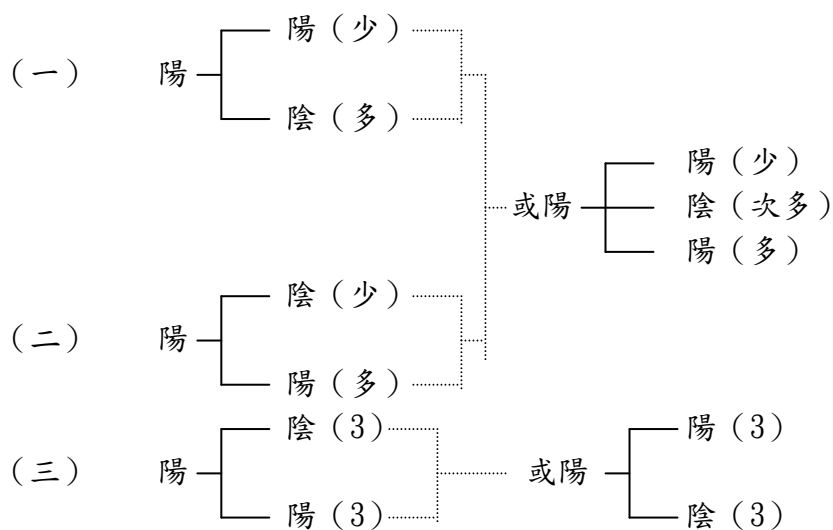 陽（少）
（一） 陽
陰（多）
陽（少）
或陽 陰（次多）
陽（多）
陰（少）
（二） 陽
陽（多）
陰（3） 陽（3）
（三） 陽 或陽
陽（3） 陰（3）